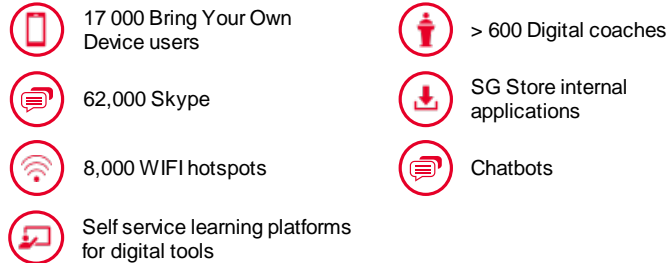 17 000 Bring Your Own
Device users
62,000 Skype
8,000 WIFI hotspots
Self service learning platforms
for digital tools
> 600 Digital coaches
SG Store internal
applications
Chatbots